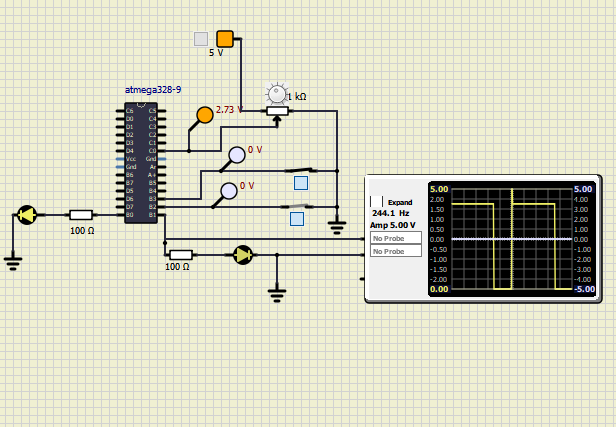 5 V
atmega328-9
2.73 V
1 kΩ
C6 C5
D0 C4
D1 C3
D2 C2
D3 C1
D4 C0
Vcc Gnd
Gnd Ar
B6 A+
B7 B5
D5 B4
D6 B3
D7 B2
B0 B1
0 V
0 V
100 Ω
100 Ω
Expand
244.1 Hz
Amp 5.00 V
No Probe
No Probe
5.00 5.00
2.00 4.00
1.50 3.00
1.00 2.00
0.50 1.00
0.00 0.00
-0.50 -1.00
-1.00 -2.00
-1.50 -3.00
-2.00 -4.00
0.00 -5.00